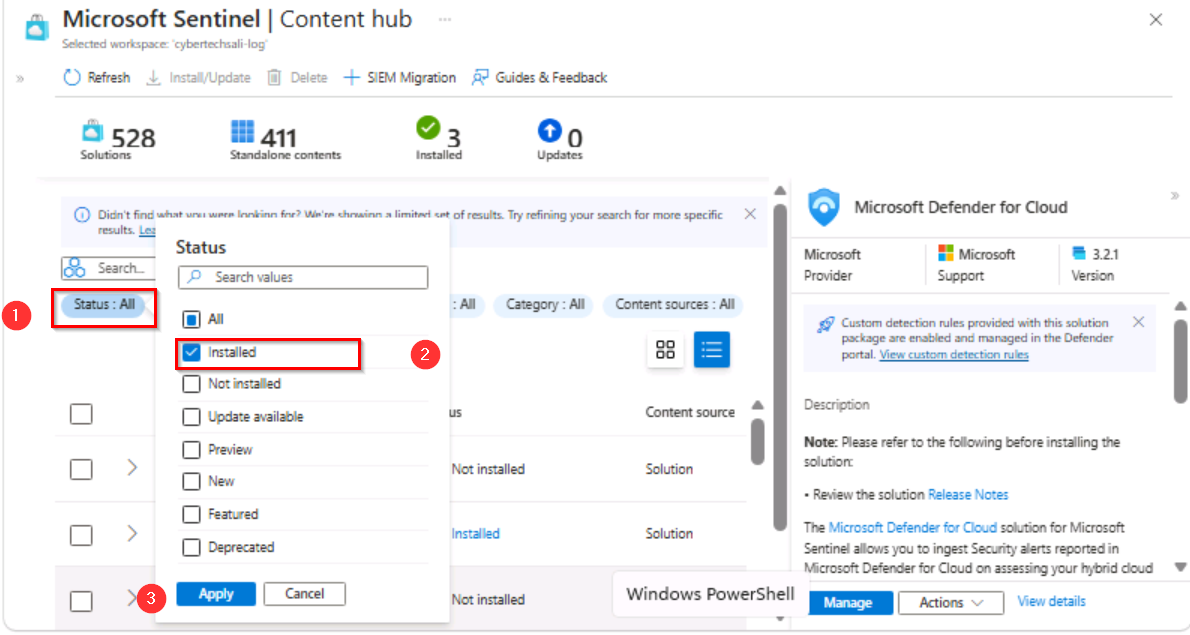 Microsoft Sentinel | Content hub ...
Selected workspace: 'cybertechsali-log'
Refresh Install/Update Delete SIEM Migration Guides & Feedback
528
Solutions
411
Standalone contents
3
Installed
0
Updates
Didn't find what you were looking for? We're showing a limited set of results. Try refining your search for more specific
results. Lea
Search...
1
Status : All
: All
Category : All
Content sources : All
Status
Search values
All
Installed
2
Not installed
Update available
Preview
New
Featured
Deprecated
3
Apply
Cancel
us
Content source
Not installed
Solution
Installed
Solution
Not installed
Windows PowerShell
Microsoft Defender for Cloud
Microsoft
Provider
Microsoft
Support
3.2.1
Version
Custom detection rules provided with this solution
package are enabled and managed in the Defender
portal. View custom detection rules
Description
Note: Please refer to the following before installing the
solution:
• Review the solution Release Notes
The Microsoft Defender for Cloud solution for Microsoft
Sentinel allows you to ingest Security alerts reported in
Microsoft Defender for Cloud on assessing your hybrid cloud
Manage
Actions
View details